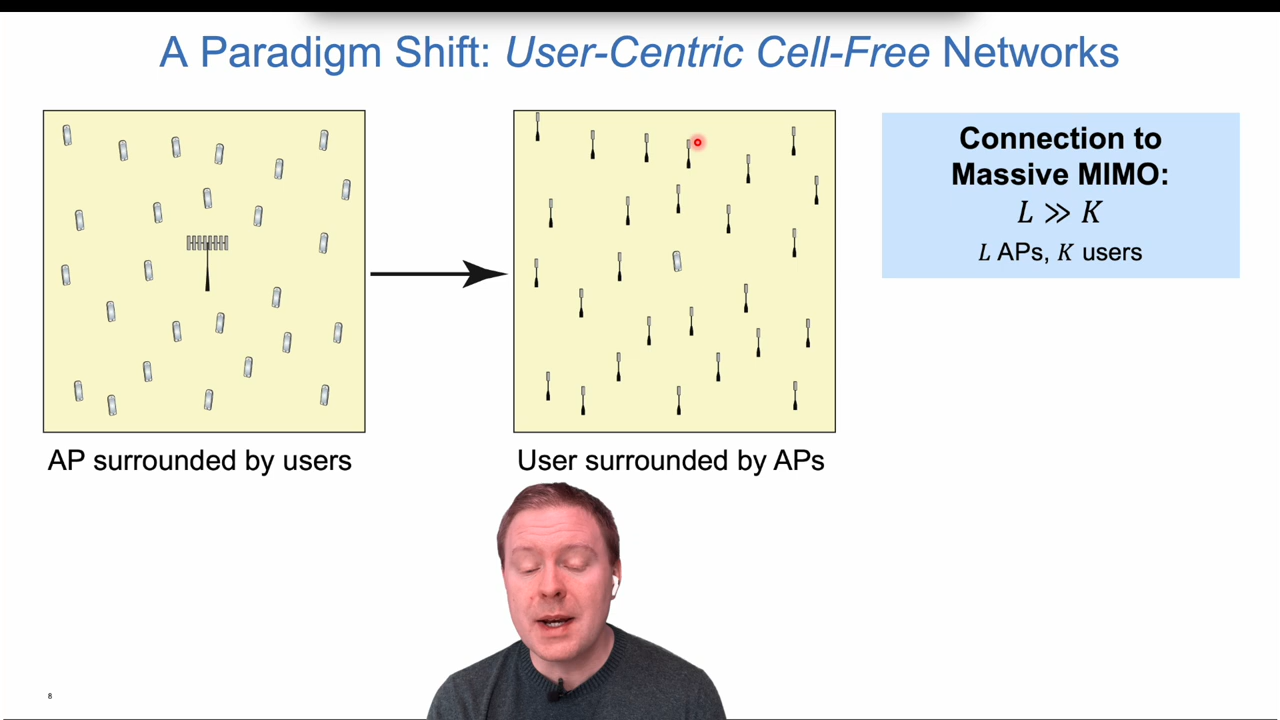 A Paradigm Shift: User-Centric Cell-Free Networks
AP surrounded by users
User surrounded by APs
Connection to
Massive MIMO:
L ≫ K
L APs, K users
8